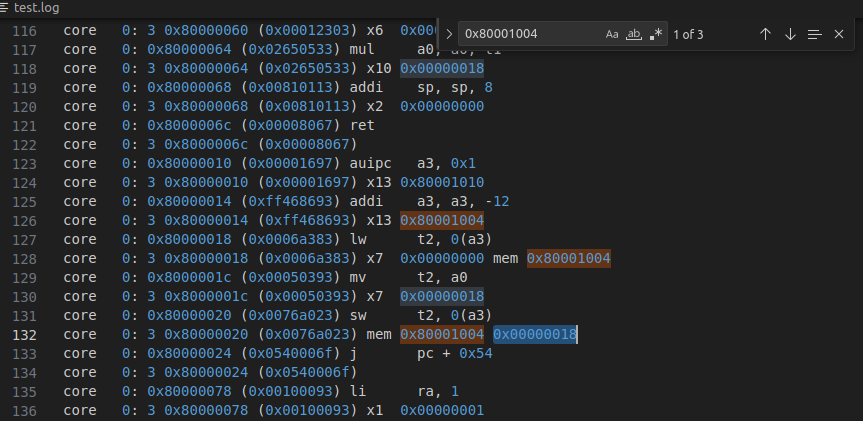 test.log
0x80001004 Aa ab .* 1 of 3
116 core 0: 3 0x80000060 (0x00012303) x6
117 core 0: 0x80000064 (0x02650533) mul
118 core 0: 3 0x80000064 (0x02650533) x10 0x00000018
119 core 0: 0x80000068 (0x00810113) addi sp, sp, 8
120 core 0: 3 0x80000068 (0x00810113) x2 0x00000000
121 core 0: 0x8000006c (0x00008067) ret
122 core 0: 3 0x8000006c (0x00008067)
123 core 0: 0x80000010 (0x00001697) auipc a3, 0x1
124 core 0: 3 0x80000010 (0x00001697) x13 0x80001010
125 core 0: 0x80000014 (0xff468693) addi a3, a3, -12
126 core 0: 3 0x80000014 (0xff468693) x13 0x80001004
127 core 0: 0x80000018 (0x0006a383) lw t2, 0(a3)
128 core 0: 3 0x80000018 (0x0006a383) x7 0x00000000 mem 0x80001004
129 core 0: 0x8000001c (0x00050393) mv t2, a0
130 core 0: 3 0x8000001c (0x00050393) x7 0x00000018
131 core 0: 0x80000020 (0x0076a023) sw t2, 0(a3)
132 core 0: 3 0x80000020 (0x0076a023) mem 0x80001004 0x00000018
133 core 0: 0x80000024 (0x0540006f) j pc + 0x54
134 core 0: 3 0x80000024 (0x0540006f)
135 core 0: 0x80000078 (0x00100093) li ra, 1
136 core 0: 3 0x80000078 (0x00100093) x1 0x00000001